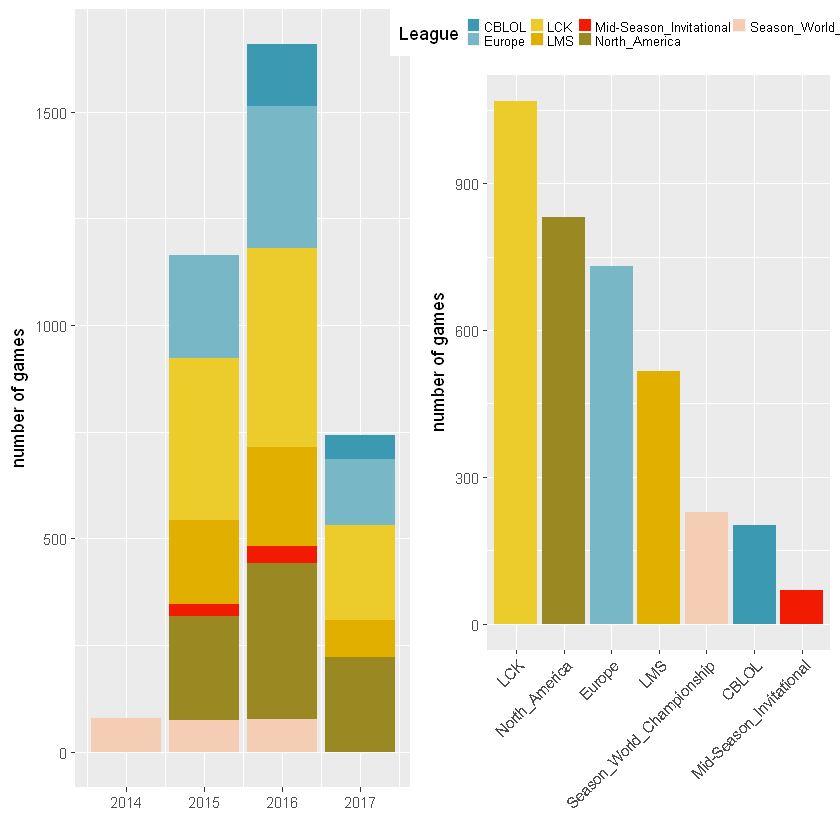 League
CBLOL LCK Mid-Season_Invitational Season_World_
Europe LMS North_America
number of games
1500
1000
500
0
2014 2015 2016 2017
number of games
900
600
300
0
LCK
North_America
Europe
LMS
Season_World_Championship
CBLOL
Mid-Season_Invitational